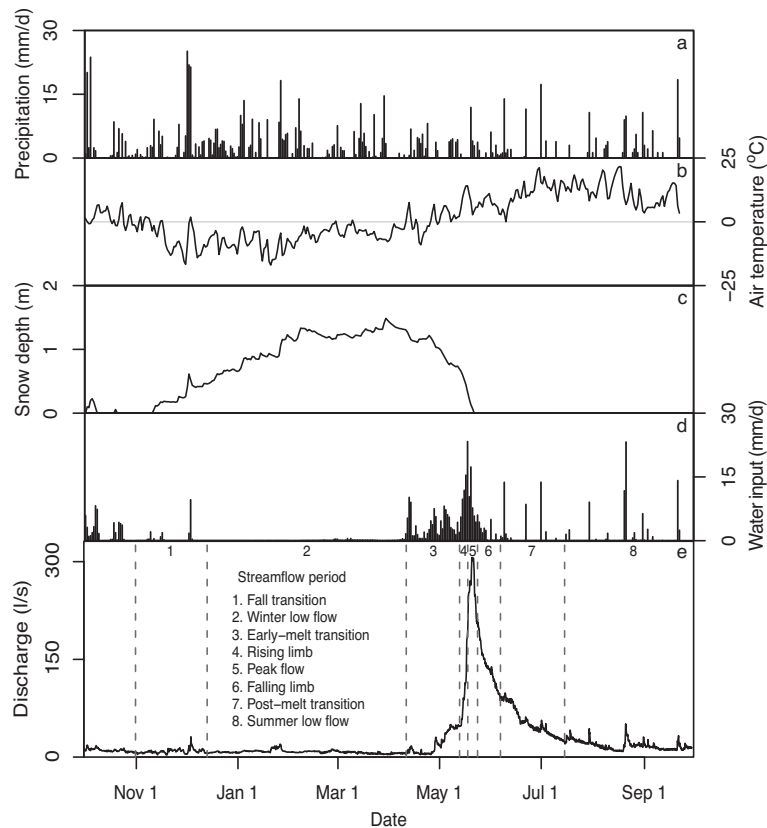 Precipitation (mm/d)
30
15
0
a
Air temperature (°C)
25
0
−25
b
Snow depth (m)
2
1
0
c
Water input (mm/d)
30
15
0
d
Discharge (l/s)
300
150
0
1 2 3 4 5 6 7 8
e
Streamflow period
1. Fall transition
2. Winter low flow
3. Early−melt transition
4. Rising limb
5. Peak flow
6. Falling limb
7. Post−melt transition
8. Summer low flow
Nov 1 Jan 1 Mar 1 May 1 Jul 1 Sep 1
Date